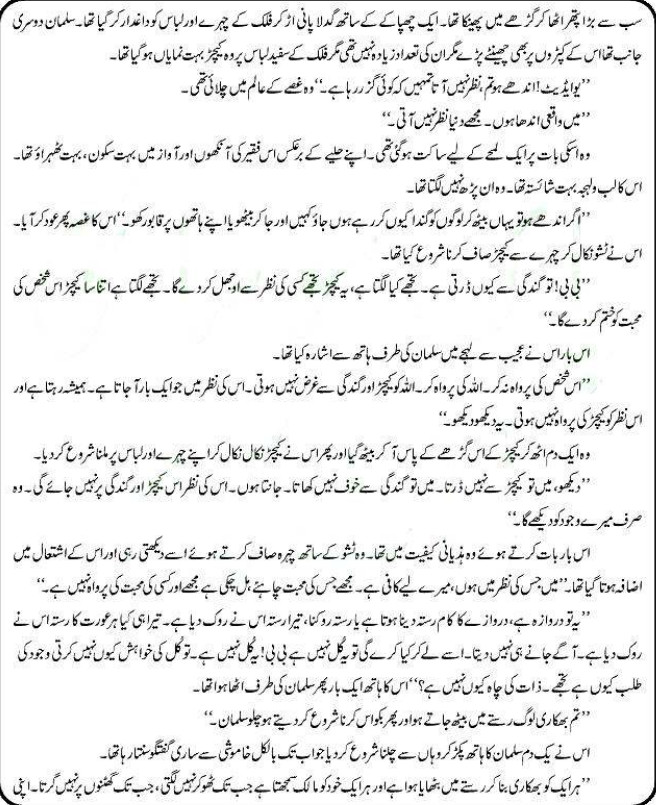 سب سے بڑا پتھر اٹھا کر گڑھے میں پھینکا تھا۔ ایک چھپاکے کے ساتھ گدلا پانی اڑ کر فلک کے چہرے اور لباس کو داغدار کر گیا تھا۔ سلمان دوسری
جانب تھا اس کے کپڑوں پر بھی چھینٹے پڑے مگر ان کی تعداد زیادہ نہیں تھی مگر فلک کے سفید لباس پر وہ کیچڑ بہت نمایاں ہو گیا تھا۔
’’یو ایڈیٹ! اندھے ہو تم، نظر نہیں آتا تمہیں کہ کوئی گزر رہا ہے۔‘‘ وہ غصے کے عالم میں چلائی تھی۔
’’میں واقعی اندھا ہوں۔ مجھے دنیا نظر نہیں آتی۔‘‘
وہ اسکی بات پر ایک لمحے کے لیے ساکت ہو گئی تھی۔ اپنے حلیے کے برعکس اس فقیر کی آنکھوں اور آواز میں بہت سکون، بہت ٹھہراؤ تھا۔
اس کا لب ولہجہ بہت شائستہ تھا۔ وہ ان پڑھ نہیں لگتا تھا۔
’’اگر اندھے ہو تو یہاں بیٹھ کر لوگوں کو گندا کیوں کر رہے ہوں جاؤ کہیں اور جا کر بیٹھو یا اپنے ہاتھوں پر قابو رکھو۔‘‘ اس کا غصہ پھر عود کر آیا۔
اس نے ٹشو نکال کر چہرے سے کیچڑ صاف کرنا شروع کیا تھا۔
’’بی بی! تو گندگی سے کیوں ڈرتی ہے۔ تجھے کیا لگتا ہے، یہ کیچڑ تجھے کسی کی نظر سے اوجھل کر دے گا۔ تجھے لگتا ہے اتنا سا کیچڑ اس شخص کی
محبت کو ختم کر دے گا۔‘‘
اس بار اس نے عجیب سے لہجے میں سلمان کی طرف ہاتھ سے اشارہ کیا تھا۔
’’اس شخص کی پرواہ نہ کر۔ اللہ کی پرواہ کر۔ اللہ کو کیچڑ اور گندگی سے غرض نہیں ہوتی۔ اس کی نظر میں جو ایک بار آ جاتا ہے۔ ہمیشہ رہتا ہے اور
اس نظر کو کیچڑ کی پرواہ نہیں ہوتی۔ یہ دیکھو دیکھو۔‘‘
وہ ایک دم اٹھ کر کیچڑ کے اس گڑھے کے پاس آ کر بیٹھ گیا اور پھر اس نے کیچڑ نکال نکال کر اپنے چہرے اور لباس پر ملنا شروع کر دیا۔
’’دیکھو، میں تو کیچڑ سے نہیں ڈرتا۔ میں تو گندگی سے خوف نہیں کھاتا۔ جانتا ہوں۔ اس کی نظر اس کیچڑ اور گندگی پر نہیں جائے گی۔ وہ
صرف میرے وجود کو دیکھے گا۔‘‘
اس بار بات کرتے ہوئے وہ ہذیانی کیفیت میں تھا۔ وہ ٹشو کے ساتھ چہرہ صاف کرتے ہوئے اسے دیکھتی رہی اور اس کے اشتعال میں
اضافہ ہوتا گیا تھا۔ ’’میں جس کی نظر میں ہوں، میرے لیے کافی ہے۔ مجھے جس کی محبت چاہئے مل چکی ہے مجھے اور کسی کی محبت کی پرواہ نہیں ہے۔‘‘
’’یہ تو دروازہ ہے، دروازے کا کام رستہ دینا ہوتا ہے یا رستہ روکنا، تیرا رستہ اس نے روک دیا ہے۔ تیرا ہی کیا ہر عورت کا رستہ اس نے
روک دیا ہے۔ آگے جانے ہی نہیں دیتا۔ اسے لے کر کیا کرے گی تو یہ کل نہیں ہے بی بی! یہ کل نہیں ہے۔ تو کل کی خواہش کیوں نہیں کرتی وجود کی
طلب کیوں ہے تجھے۔ ذات کی چاہ کیوں نہیں ہے؟‘‘ اس کا ہاتھ ایک بار پھر سلمان کی طرف اٹھا ہوا تھا۔
’’تم بھکاری لوگ رستے میں بیٹھ جاتے ہو اور پھر بکواس کرنا شروع کر دیتے ہو چلو سلمان۔‘‘
اس نے یک دم سلمان کا ہاتھ پکڑ کر وہاں سے چلنا شروع کر دیا جو اب تک بالکل خاموشی سے ساری گفتگو سنتا رہا تھا۔
’’ہر ایک کو بھکاری بنا کر رستے میں بٹھایا ہوا ہے اور ہر ایک خود کو مالک سمجھتا ہے جب تک ٹھوکر نہیں لگتی، جب تک گھٹنوں پر نہیں گرتا۔ اپنی